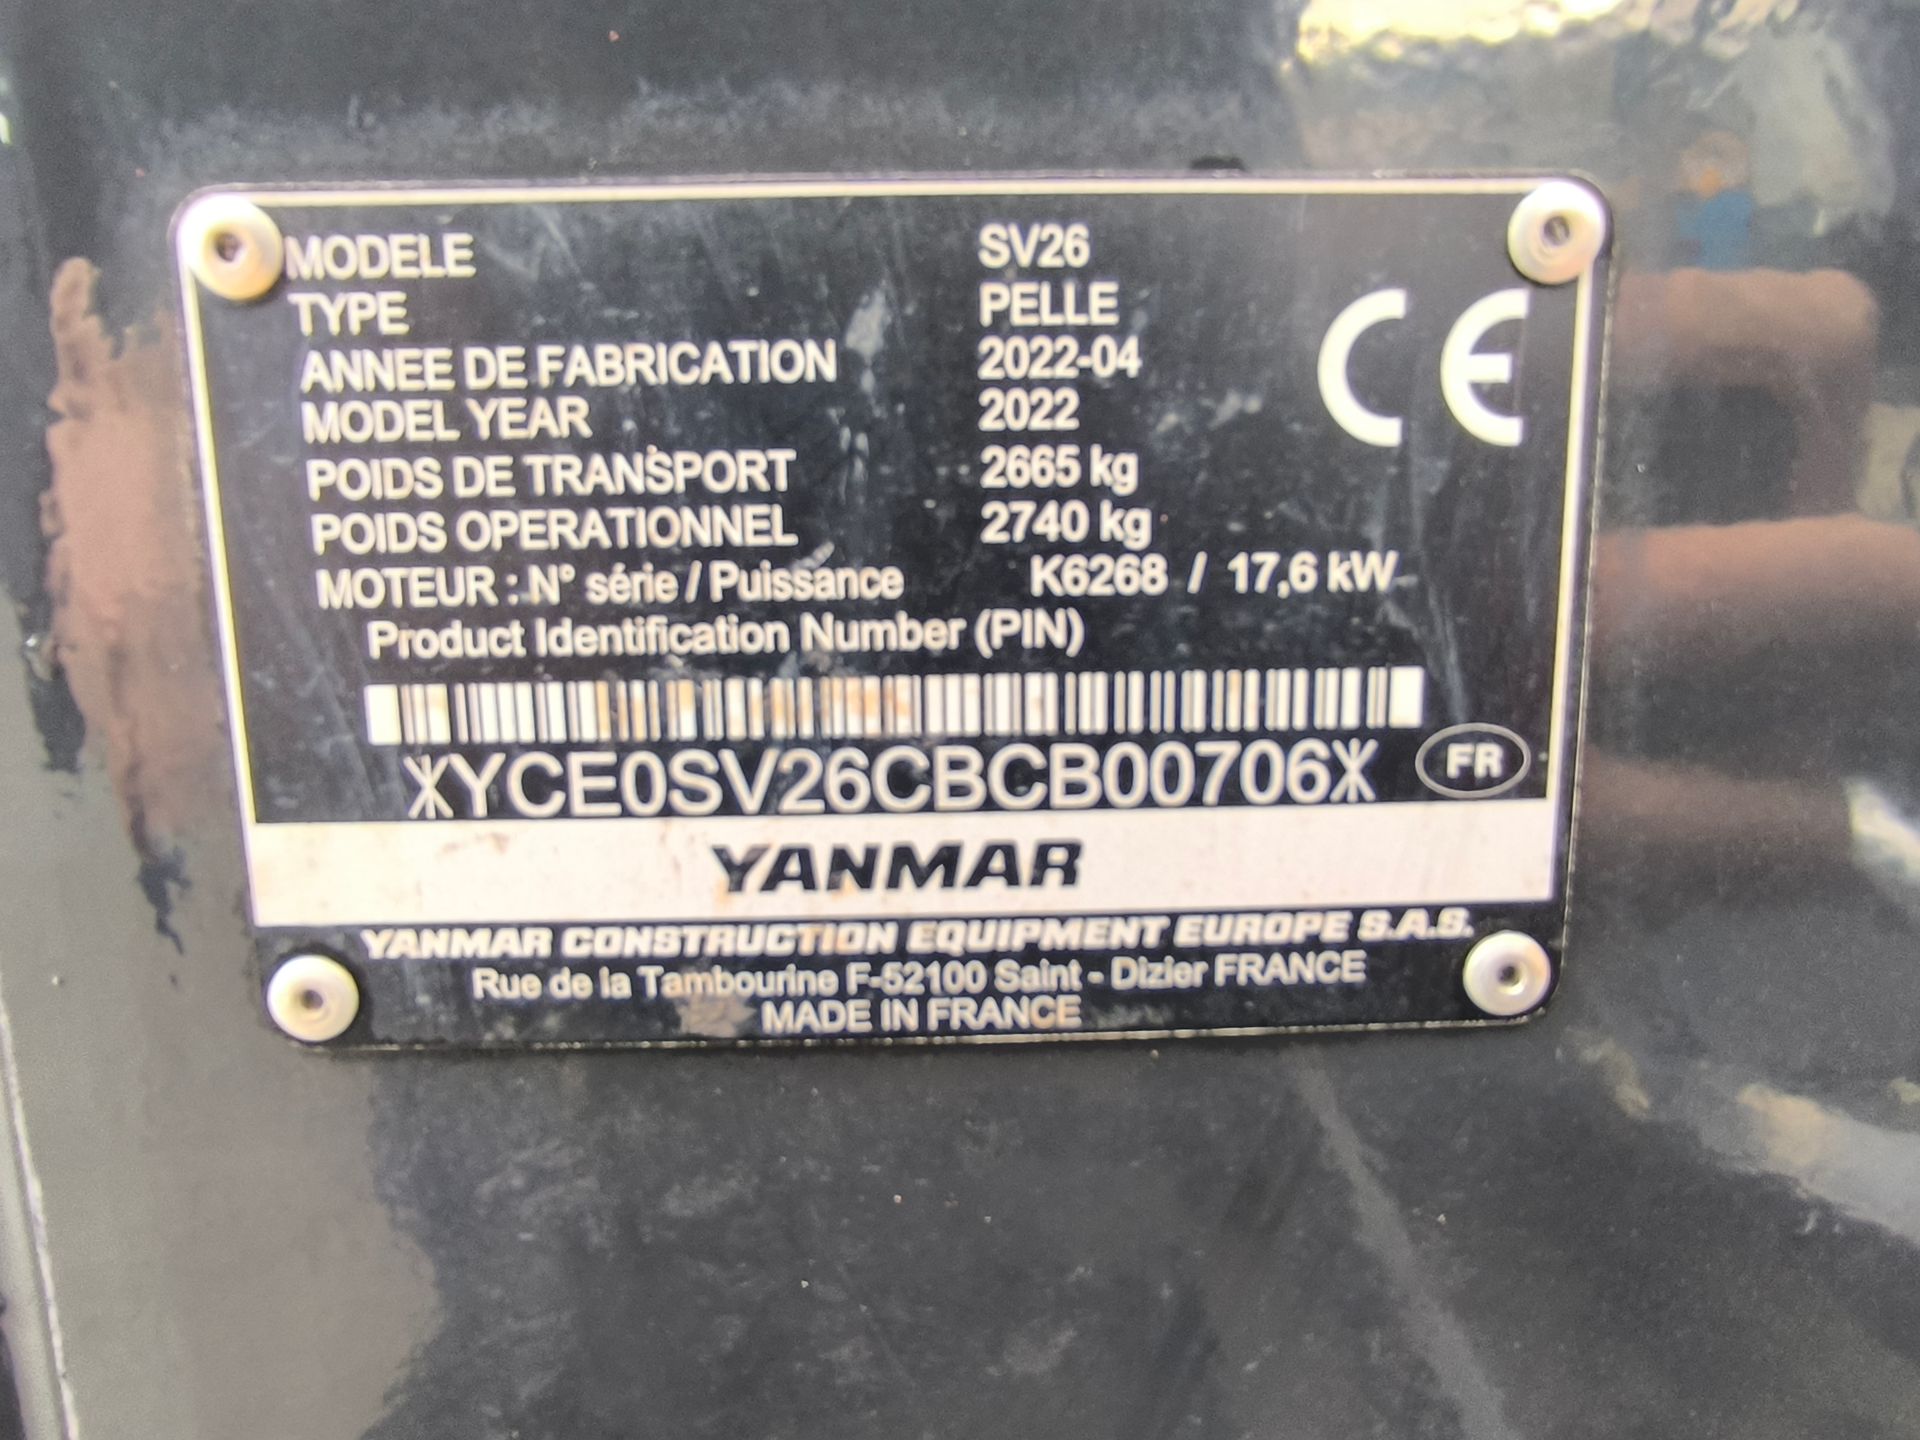 MODELE SV26
TYPE PELLE
ANNEE DE FABRICATION 2022-04
MODEL YEAR 2022
POIDS DE TRANSPORT 2665 kg
POIDS OPERATIONNEL 2740 kg
MOTEUR : N° série / Puissance K6268 / 17,6 kW
CE
Product Identification Number (PIN)
YCE0SV26CBCB00706
FR
YANMAR
YANMAR CONSTRUCTION EQUIPMENT EUROPE S.A.S.
Rue de la Tambourine F-52100 Saint - Dizier FRANCE
MADE IN FRANCE